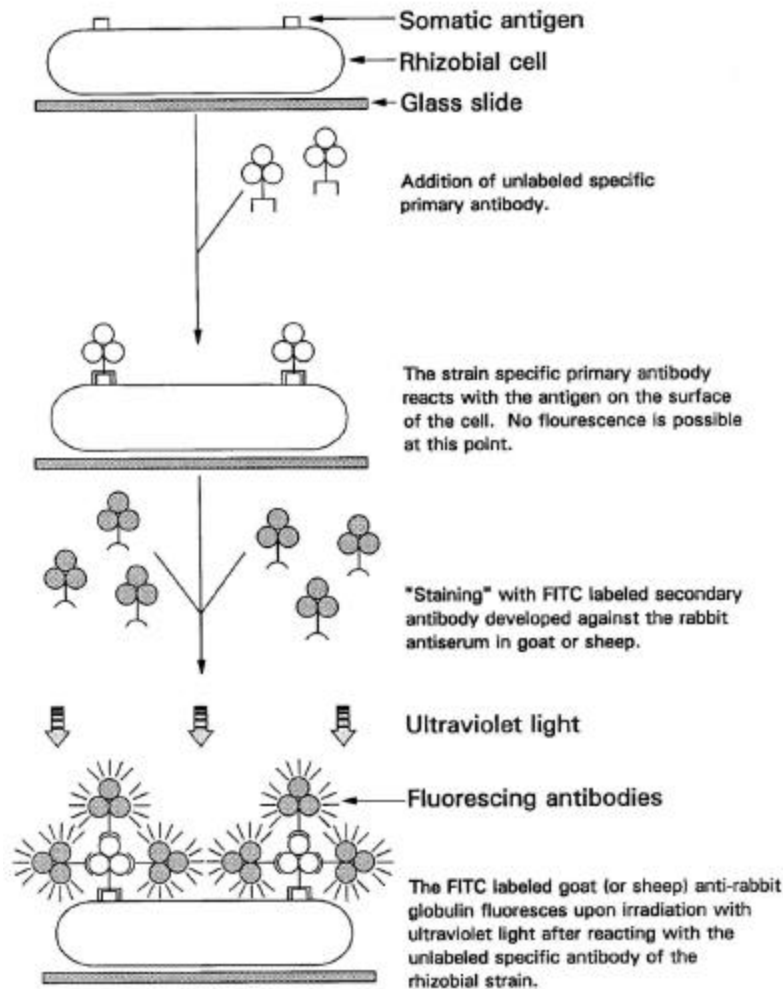 Somatic antigen
Rhizobial cell
Glass slide
Addition of unlabeled specific
primary antibody.
The strain specific primary antibody
reacts with the antigen on the surface
of the cell. No flourescence is possible
at this point.
"Staining" with FITC labeled secondary
antibody developed against the rabbit
antiserum in goat or sheep.
Ultraviolet light
Fluorescing antibodies
The FITC labeled goat (or sheep) anti-rabbit
globulin fluoresces upon irradiation with
ultraviolet light after reacting with the
unlabeled specific antibody of the
rhizobial strain.